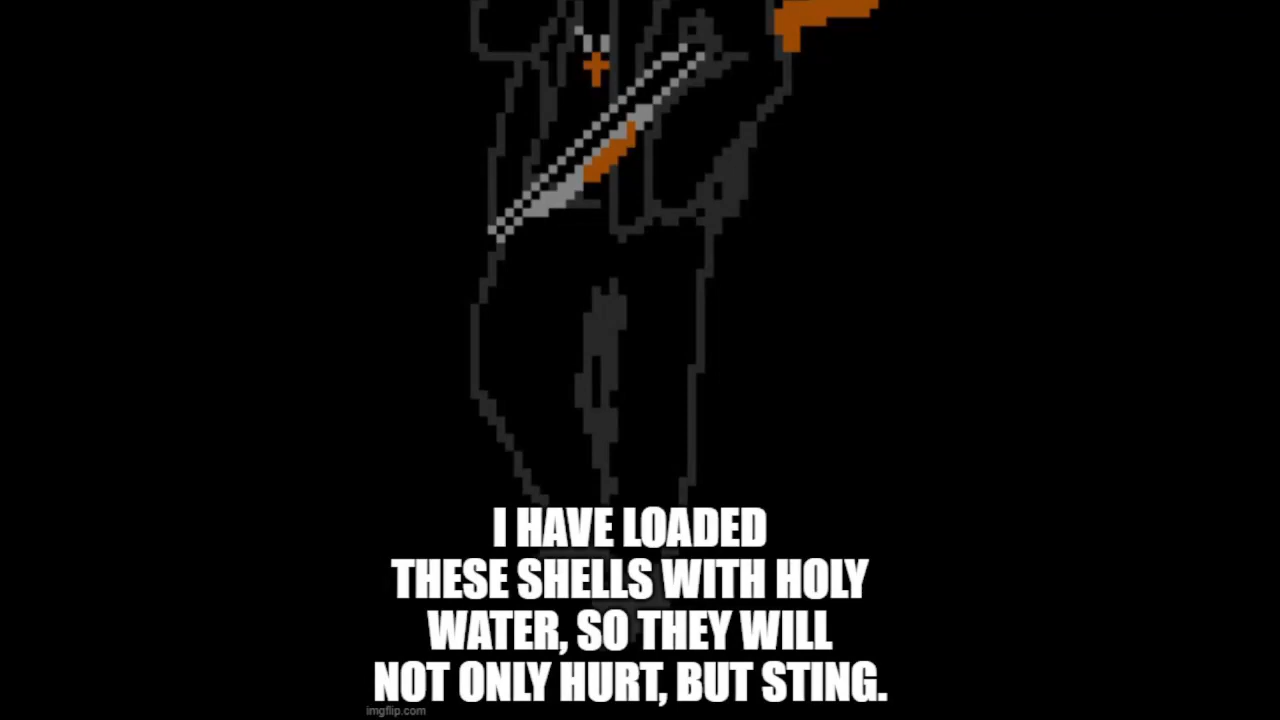 I HAVE LOADED
THESE SHELLS WITH HOLY
WATER, SO THEY WILL
NOT ONLY HURT, BUT STING.
imgflip.com